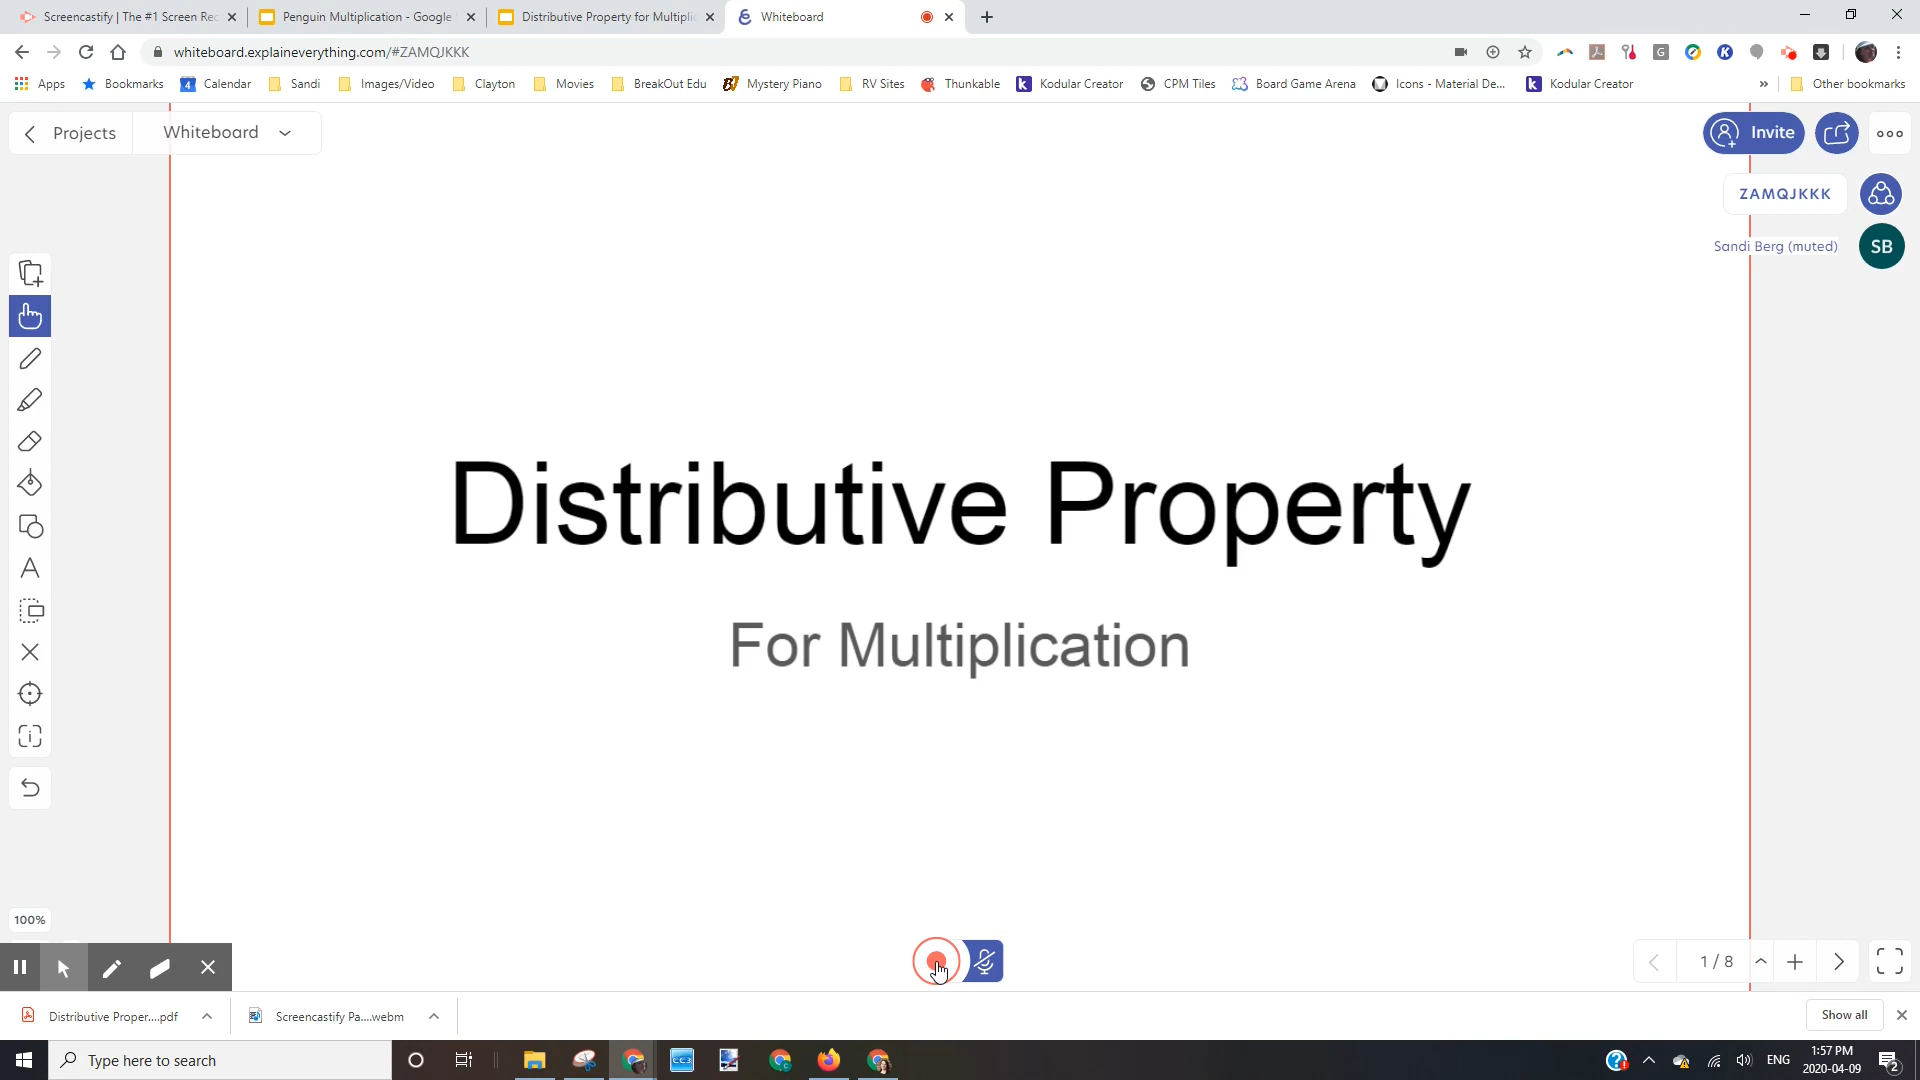 Screencastify | The #1 Screen Rec
Penguin Multiplication - Google
Distributive Property for Multipli
Whiteboard
whiteboard.explaineverything.com/#ZAMQJKKK
Apps
Bookmarks
4
Calendar
Sandi
Images/Video
Clayton
Movies
BreakOut Edu
Mystery Piano
RV Sites
Thunkable
Kodular Creator
CPM Tiles
Board Game Arena
Icons - Material De...
Kodular Creator
»
Other bookmarks
Projects
Whiteboard
Invite
ZAMQJKKK
Sandi Berg (muted)
SB
Distributive Property
For Multiplication
100%
1 / 8
Distributive Proper....pdf
Screencastify Pa....webm
Show all
Type here to search
CC3
ENG
1:57 PM
2020-04-09
2